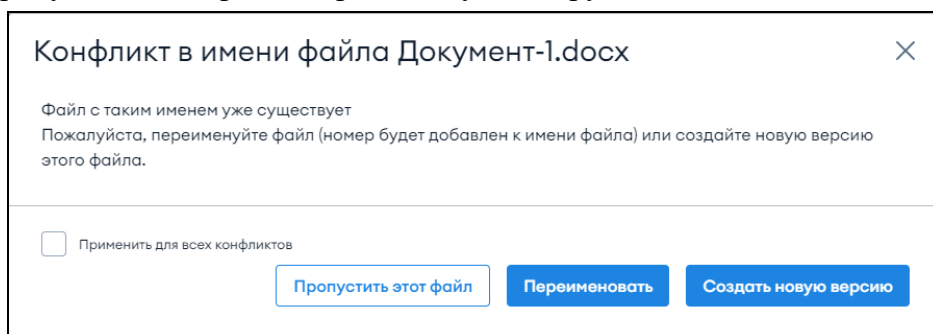 Конфликт в имени файла Документ-1.docx
Файл с таким именем уже существует
Пожалуйста, переименуйте файл (номер будет добавлен к имени файла) или создайте новую версию
этого файла.
Применить для всех конфликтов
Пропустить этот файл
Переименовать
Создать новую версию